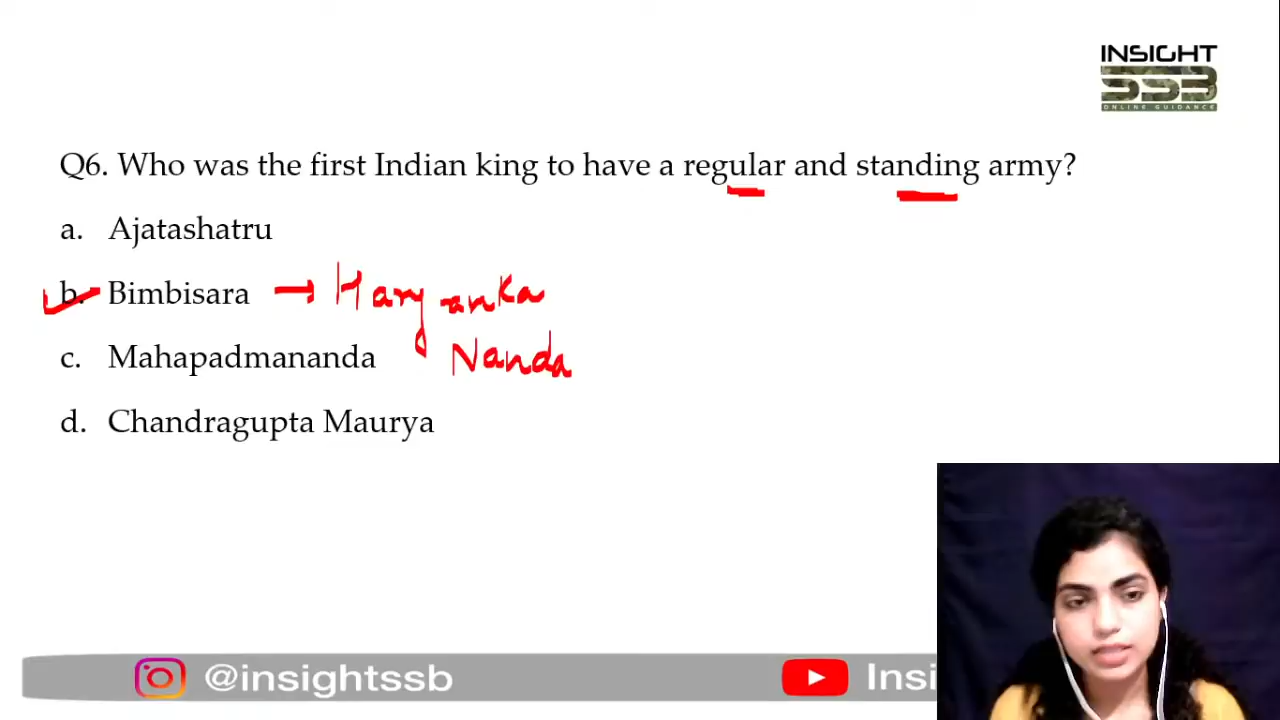 INSIGHT
SSB
ONLINE GUIDANCE
Q6. Who was the first Indian king to have a regular and standing army?
a. Ajatashatru
b. Bimbisara → Haryanka
c. Mahapadmananda Nanda
d. Chandragupta Maurya
@insightssb
Insi